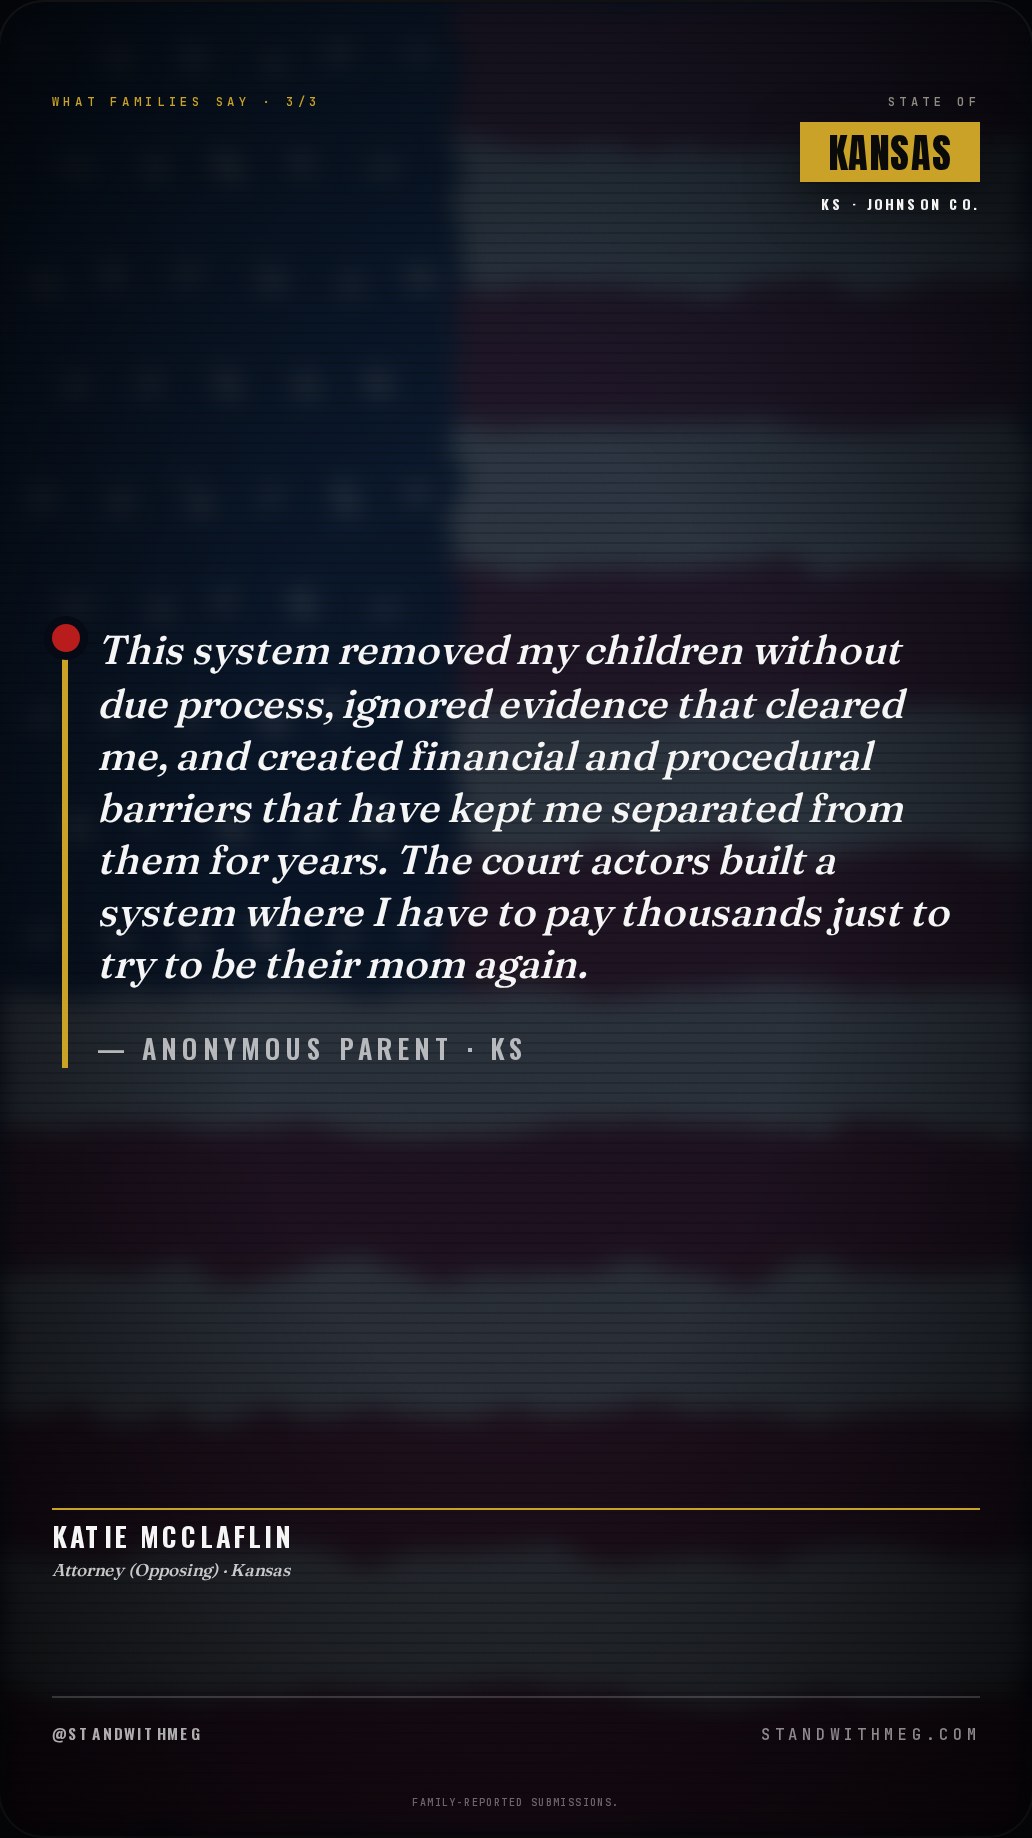 WHAT FAMILIES SAY · 3/3
STATE OF
KANSAS
KS · JOHNSON CO.
This system removed my children without
due process, ignored evidence that cleared
me, and created financial and procedural
barriers that have kept me separated from
them for years. The court actors built a
system where I have to pay thousands just to
try to be their mom again.
— ANONYMOUS PARENT · KS
KATIE MCCLAFLIN
Attorney (Opposing) · Kansas
@STANDWITHMEG
STANDWITHMEG.COM
FAMILY-REPORTED SUBMISSIONS.